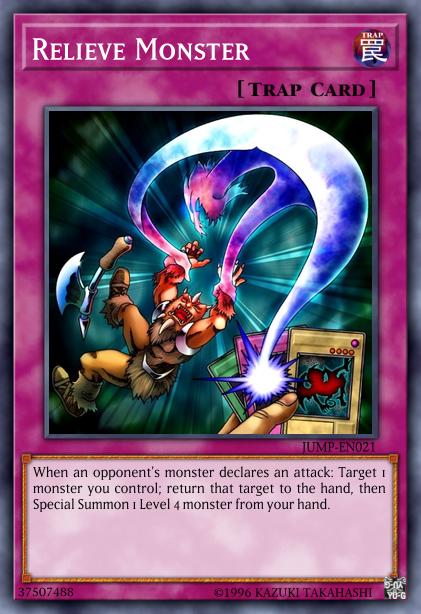 RELIEVE MONSTER
TRAP
罠
[TRAP CARD]
JUMP-EN021
When an opponent's monster declares an attack: Target 1
monster you control; return that target to the hand, then
Special Summon 1 Level 4 monster from your hand.
37507488
©1996 KAZUKI TAKAHASHI